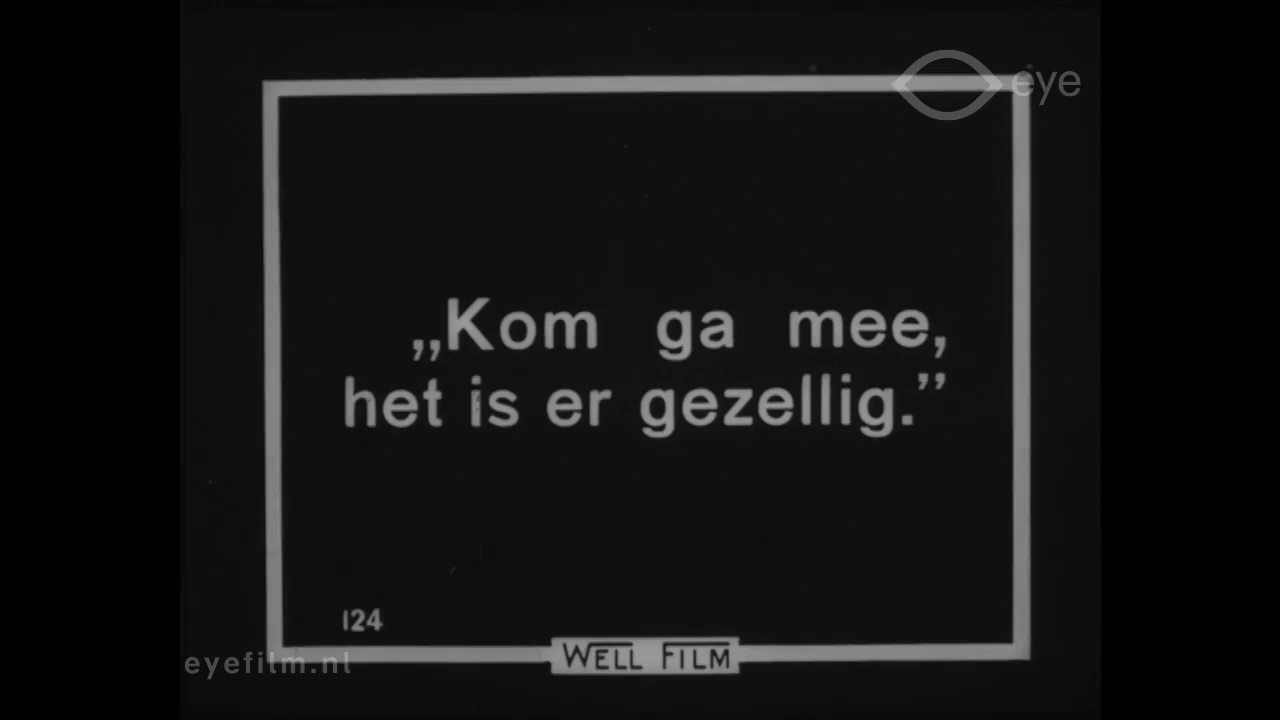 eye
„Kom ga mee,
het is er gezellig.”
124
WELL FILM
eyefilm.nl